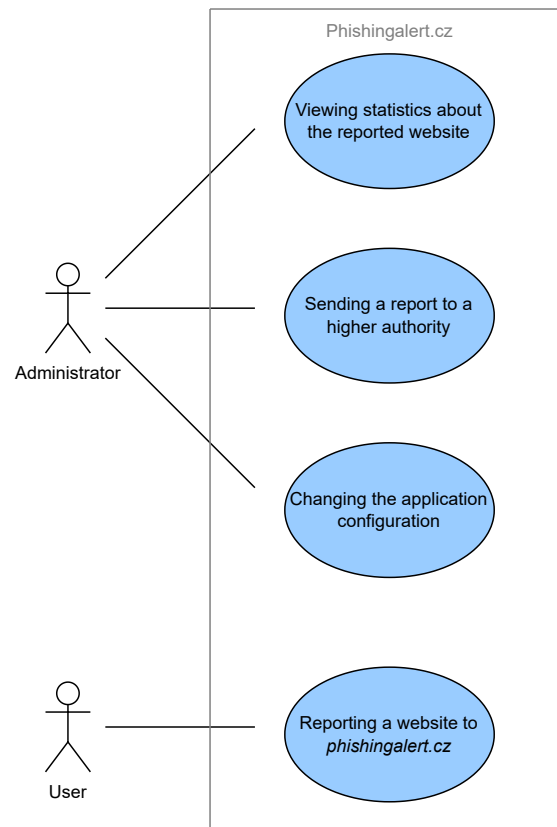 Phishingalert.cz
Viewing statistics about
the reported website
Sending a report to a
higher authority
Administrator
Changing the application
configuration
Reporting a website to
phishingalert.cz
User